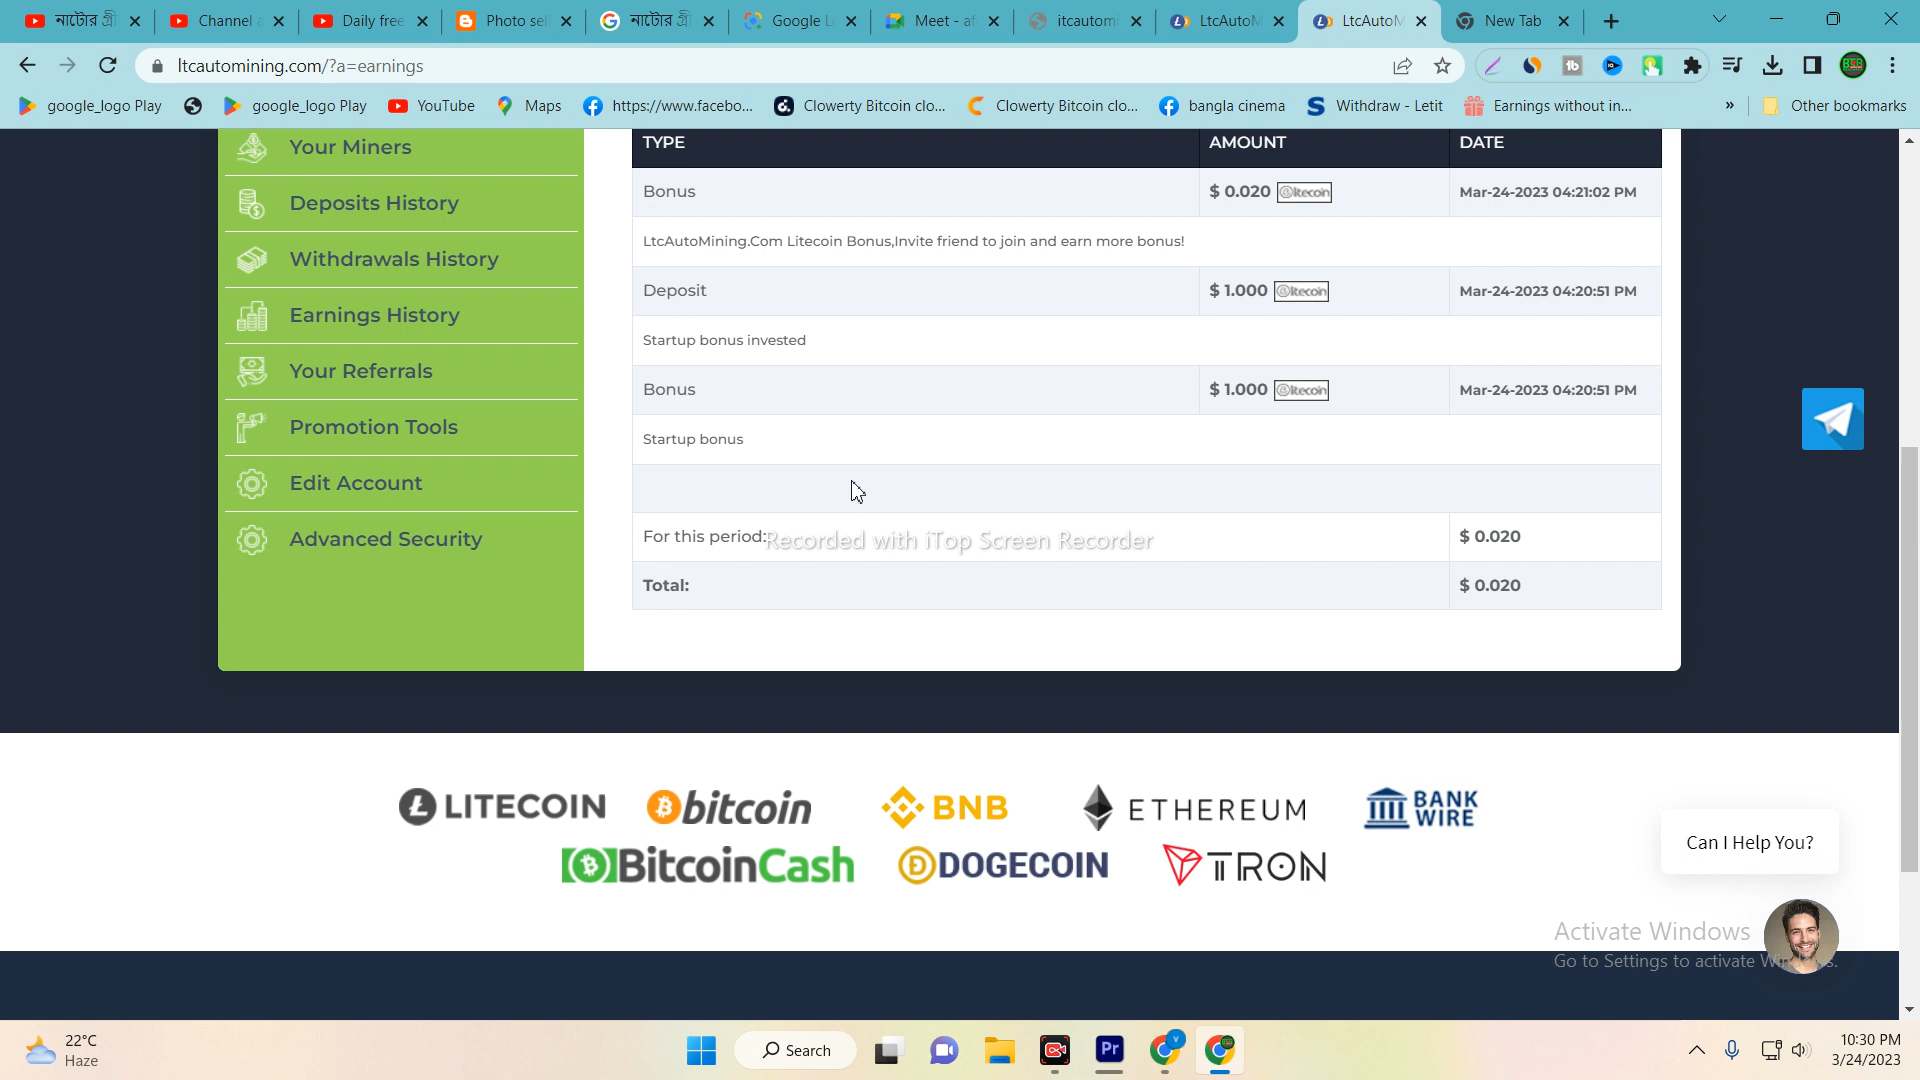 নাটোর গ্রী
Channel a
Daily free
Photo sel
নাটোর গ্রী
Google L
Meet - af
itcautomi
LtcAutoM
LtcAutoM
New Tab
ltcautomining.com/?a=earnings
google_logo Play
google_logo Play
YouTube
Maps
https://www.facebo...
Clowerty Bitcoin clo...
Clowerty Bitcoin clo...
bangla cinema
Withdraw - Letit
Earnings without in...
»
Other bookmarks
Your Miners
Deposits History
Withdrawals History
Earnings History
Your Referrals
Promotion Tools
Edit Account
Advanced Security
TYPE AMOUNT DATE
Bonus $ 0.020 litecoin Mar-24-2023 04:21:02 PM
LtcAutoMining.Com Litecoin Bonus,Invite friend to join and earn more bonus!
Deposit $ 1.000 litecoin Mar-24-2023 04:20:51 PM
Startup bonus invested
Bonus $ 1.000 litecoin Mar-24-2023 04:20:51 PM
Startup bonus
For this period: $ 0.020
Recorded with iTop Screen Recorder
Total: $ 0.020
LITECOIN bitcoin BNB ETHEREUM BANK WIRE
BitcoinCash DOGECOIN TRON
Can I Help You?
Activate Windows
Go to Settings to activate
22°C
Haze
Search
Pr
10:30 PM
3/24/2023